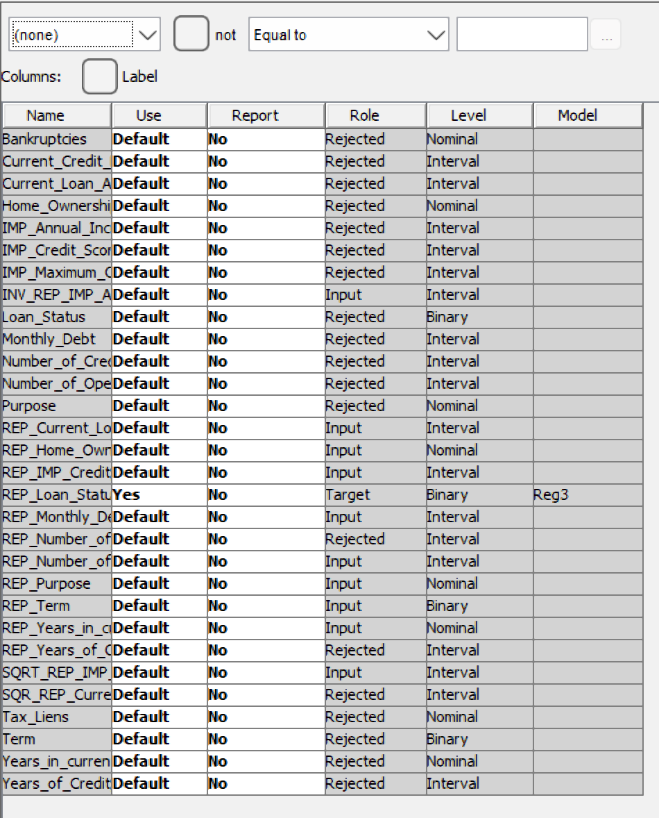 (none) not Equal to ...
Columns: Label
Name Use Report Role Level Model
Bankruptcies Default No Rejected Nominal
Current_Credit_ Default No Rejected Interval
Current_Loan_A Default No Rejected Interval
Home_Ownershi Default No Rejected Nominal
IMP_Annual_Inc Default No Rejected Interval
IMP_Credit_Scor Default No Rejected Interval
IMP_Maximum_C Default No Rejected Interval
INV_REP_IMP_A Default No Input Interval
Loan_Status Default No Rejected Binary
Monthly_Debt Default No Rejected Interval
Number_of_Cred Default No Rejected Interval
Number_of_Ope Default No Rejected Interval
Purpose Default No Rejected Nominal
REP_Current_Lo Default No Input Interval
REP_Home_Own Default No Input Nominal
REP_IMP_Credit Default No Input Interval
REP_Loan_Statu Yes No Target Binary Reg3
REP_Monthly_De Default No Input Interval
REP_Number_of Default No Rejected Interval
REP_Number_of Default No Input Interval
REP_Purpose Default No Input Nominal
REP_Term Default No Input Binary
REP_Years_in_cu Default No Input Nominal
REP_Years_of_C Default No Rejected Interval
SQRT_REP_IMP_ Default No Input Interval
SQR_REP_Curre Default No Rejected Interval
Tax_Liens Default No Rejected Nominal
Term Default No Rejected Binary
Years_in_curren Default No Rejected Nominal
Years_of_Credit Default No Rejected Interval